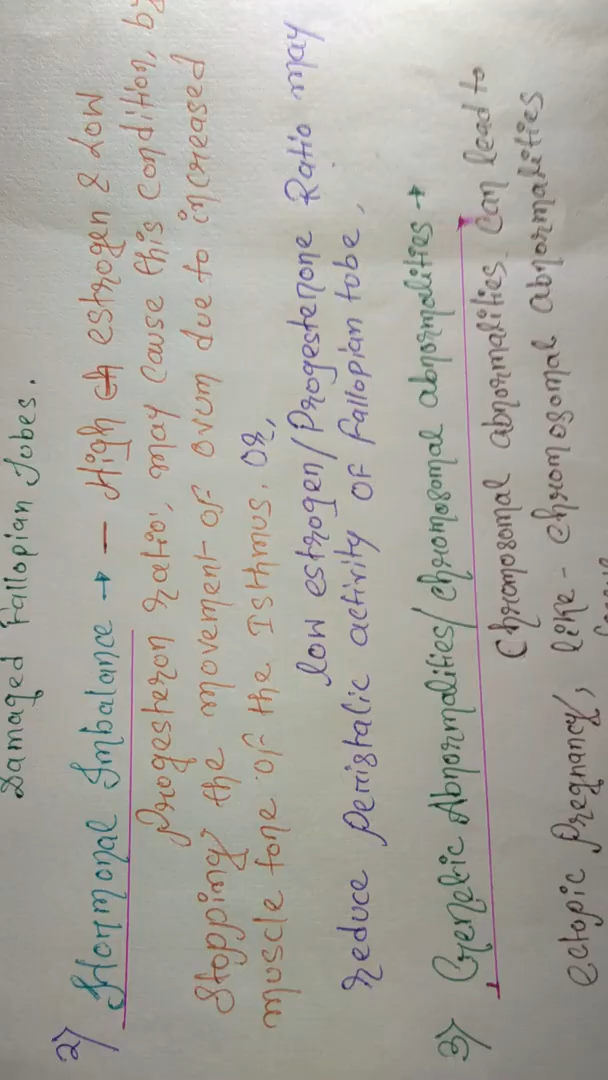 Damaged Fallopian Tubes.
2) Hormonal Imbalance → — High estrogen & Low
Progesteron ratio, may cause this condition, by
Stopping the movement of ovum due to increased
muscle tone of the Isthmus. Or,
low estrogen/Progesterone Ratio may
reduce peristalic activity of fallopian tobe,
3) Genetic Abnormalities/chromosomal abnormalities →
Chromosomal abnormalities can lead to
ectopic pregnancy, like - chromosomal abnormalities